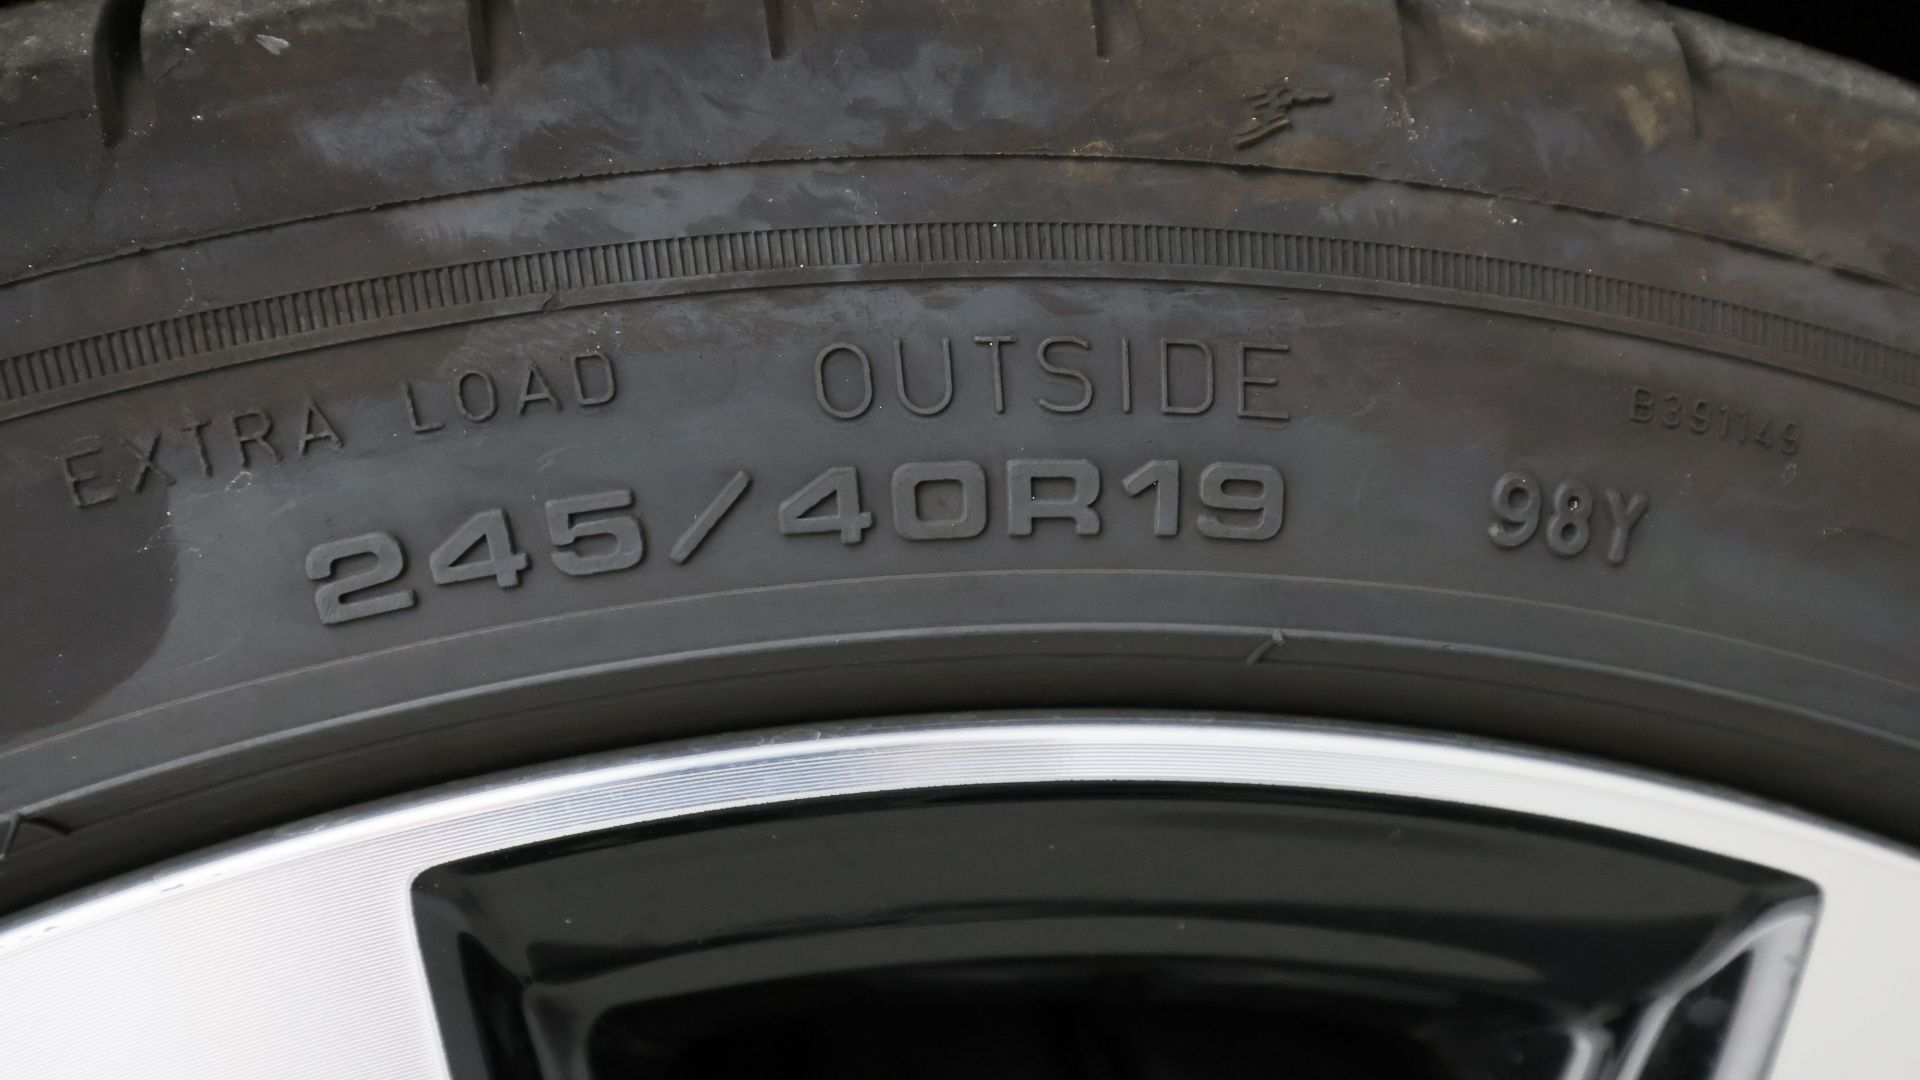 EXTRA LOAD OUTSIDE B391149
245/40R19 98Y